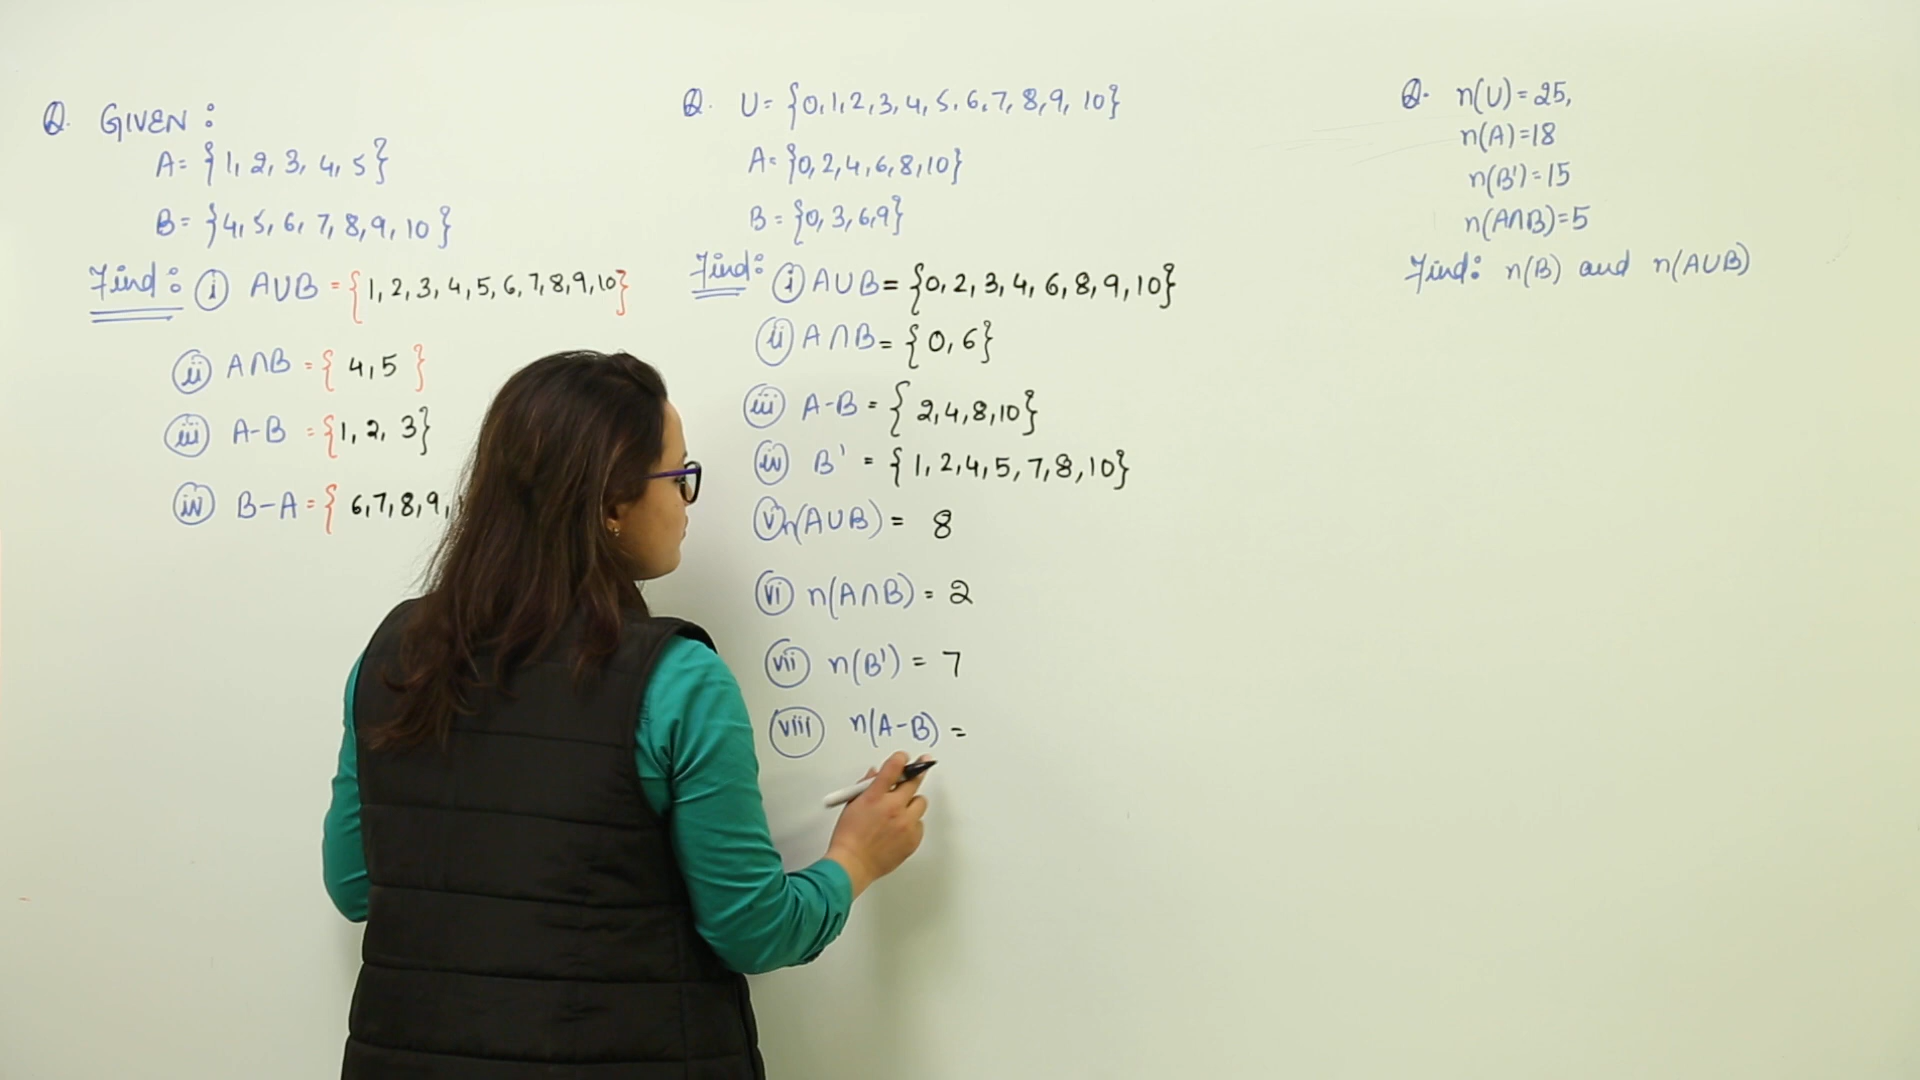 Q. GIVEN :
A= {1, 2, 3, 4, 5}
B= {4, 5, 6, 7, 8, 9, 10}
Find: (i) A∪B = {1, 2, 3, 4, 5, 6, 7, 8, 9, 10}
(ii) A∩B = {4, 5}
(iii) A-B = {1, 2, 3}
(iv) B-A = { 6, 7, 8, 9,
Q. U= {0, 1, 2, 3, 4, 5, 6, 7, 8, 9, 10}
A= {0, 2, 4, 6, 8, 10}
B = {0, 3, 6, 9}
Find: (i) A∪B = {0, 2, 3, 4, 6, 8, 9, 10}
(ii) A∩B = {0, 6}
(iii) A-B = {2, 4, 8, 10}
(iv) B' = {1, 2, 4, 5, 7, 8, 10}
(v) n(A∪B) = 8
(vi) n(A∩B) = 2
(vii) n(B') = 7
(viii) n(A-B) =
Q. n(U) = 25,
n(A) = 18
n(B') = 15
n(A∩B) = 5
Find: n(B) and n(A∪B)